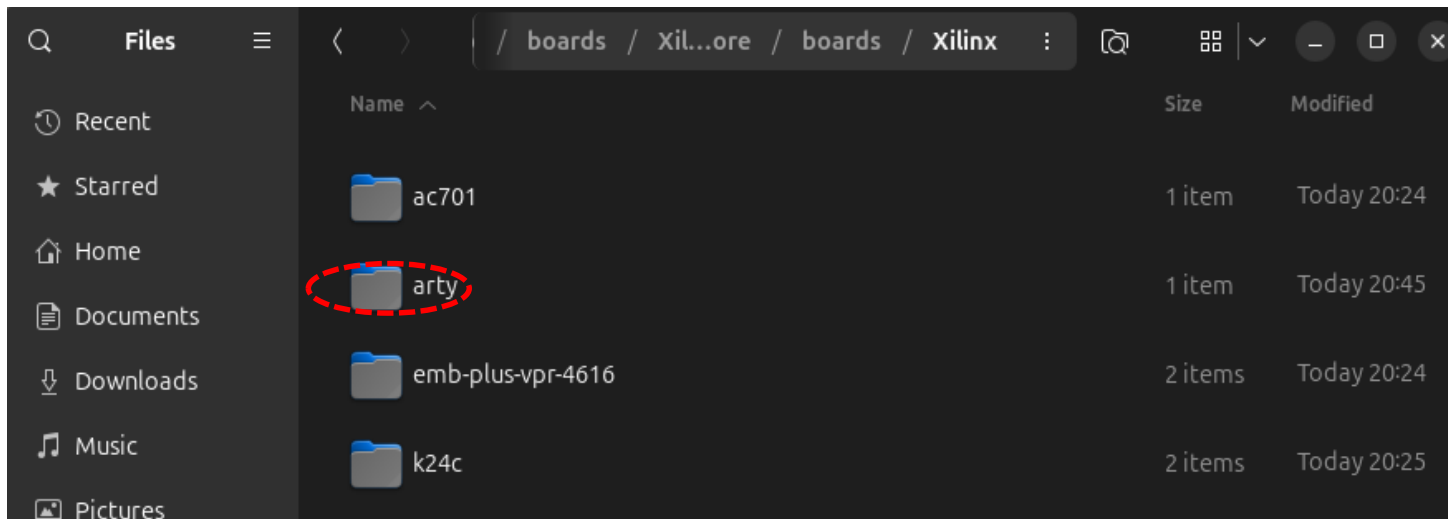 Files / boards / Xil...ore / boards / Xilinx
Name Size Modified
Recent
Starred
Home
Documents
Downloads
Music
Pictures
ac701 1 item Today 20:24
arty 1 item Today 20:45
emb-plus-vpr-4616 2 items Today 20:24
k24c 2 items Today 20:25